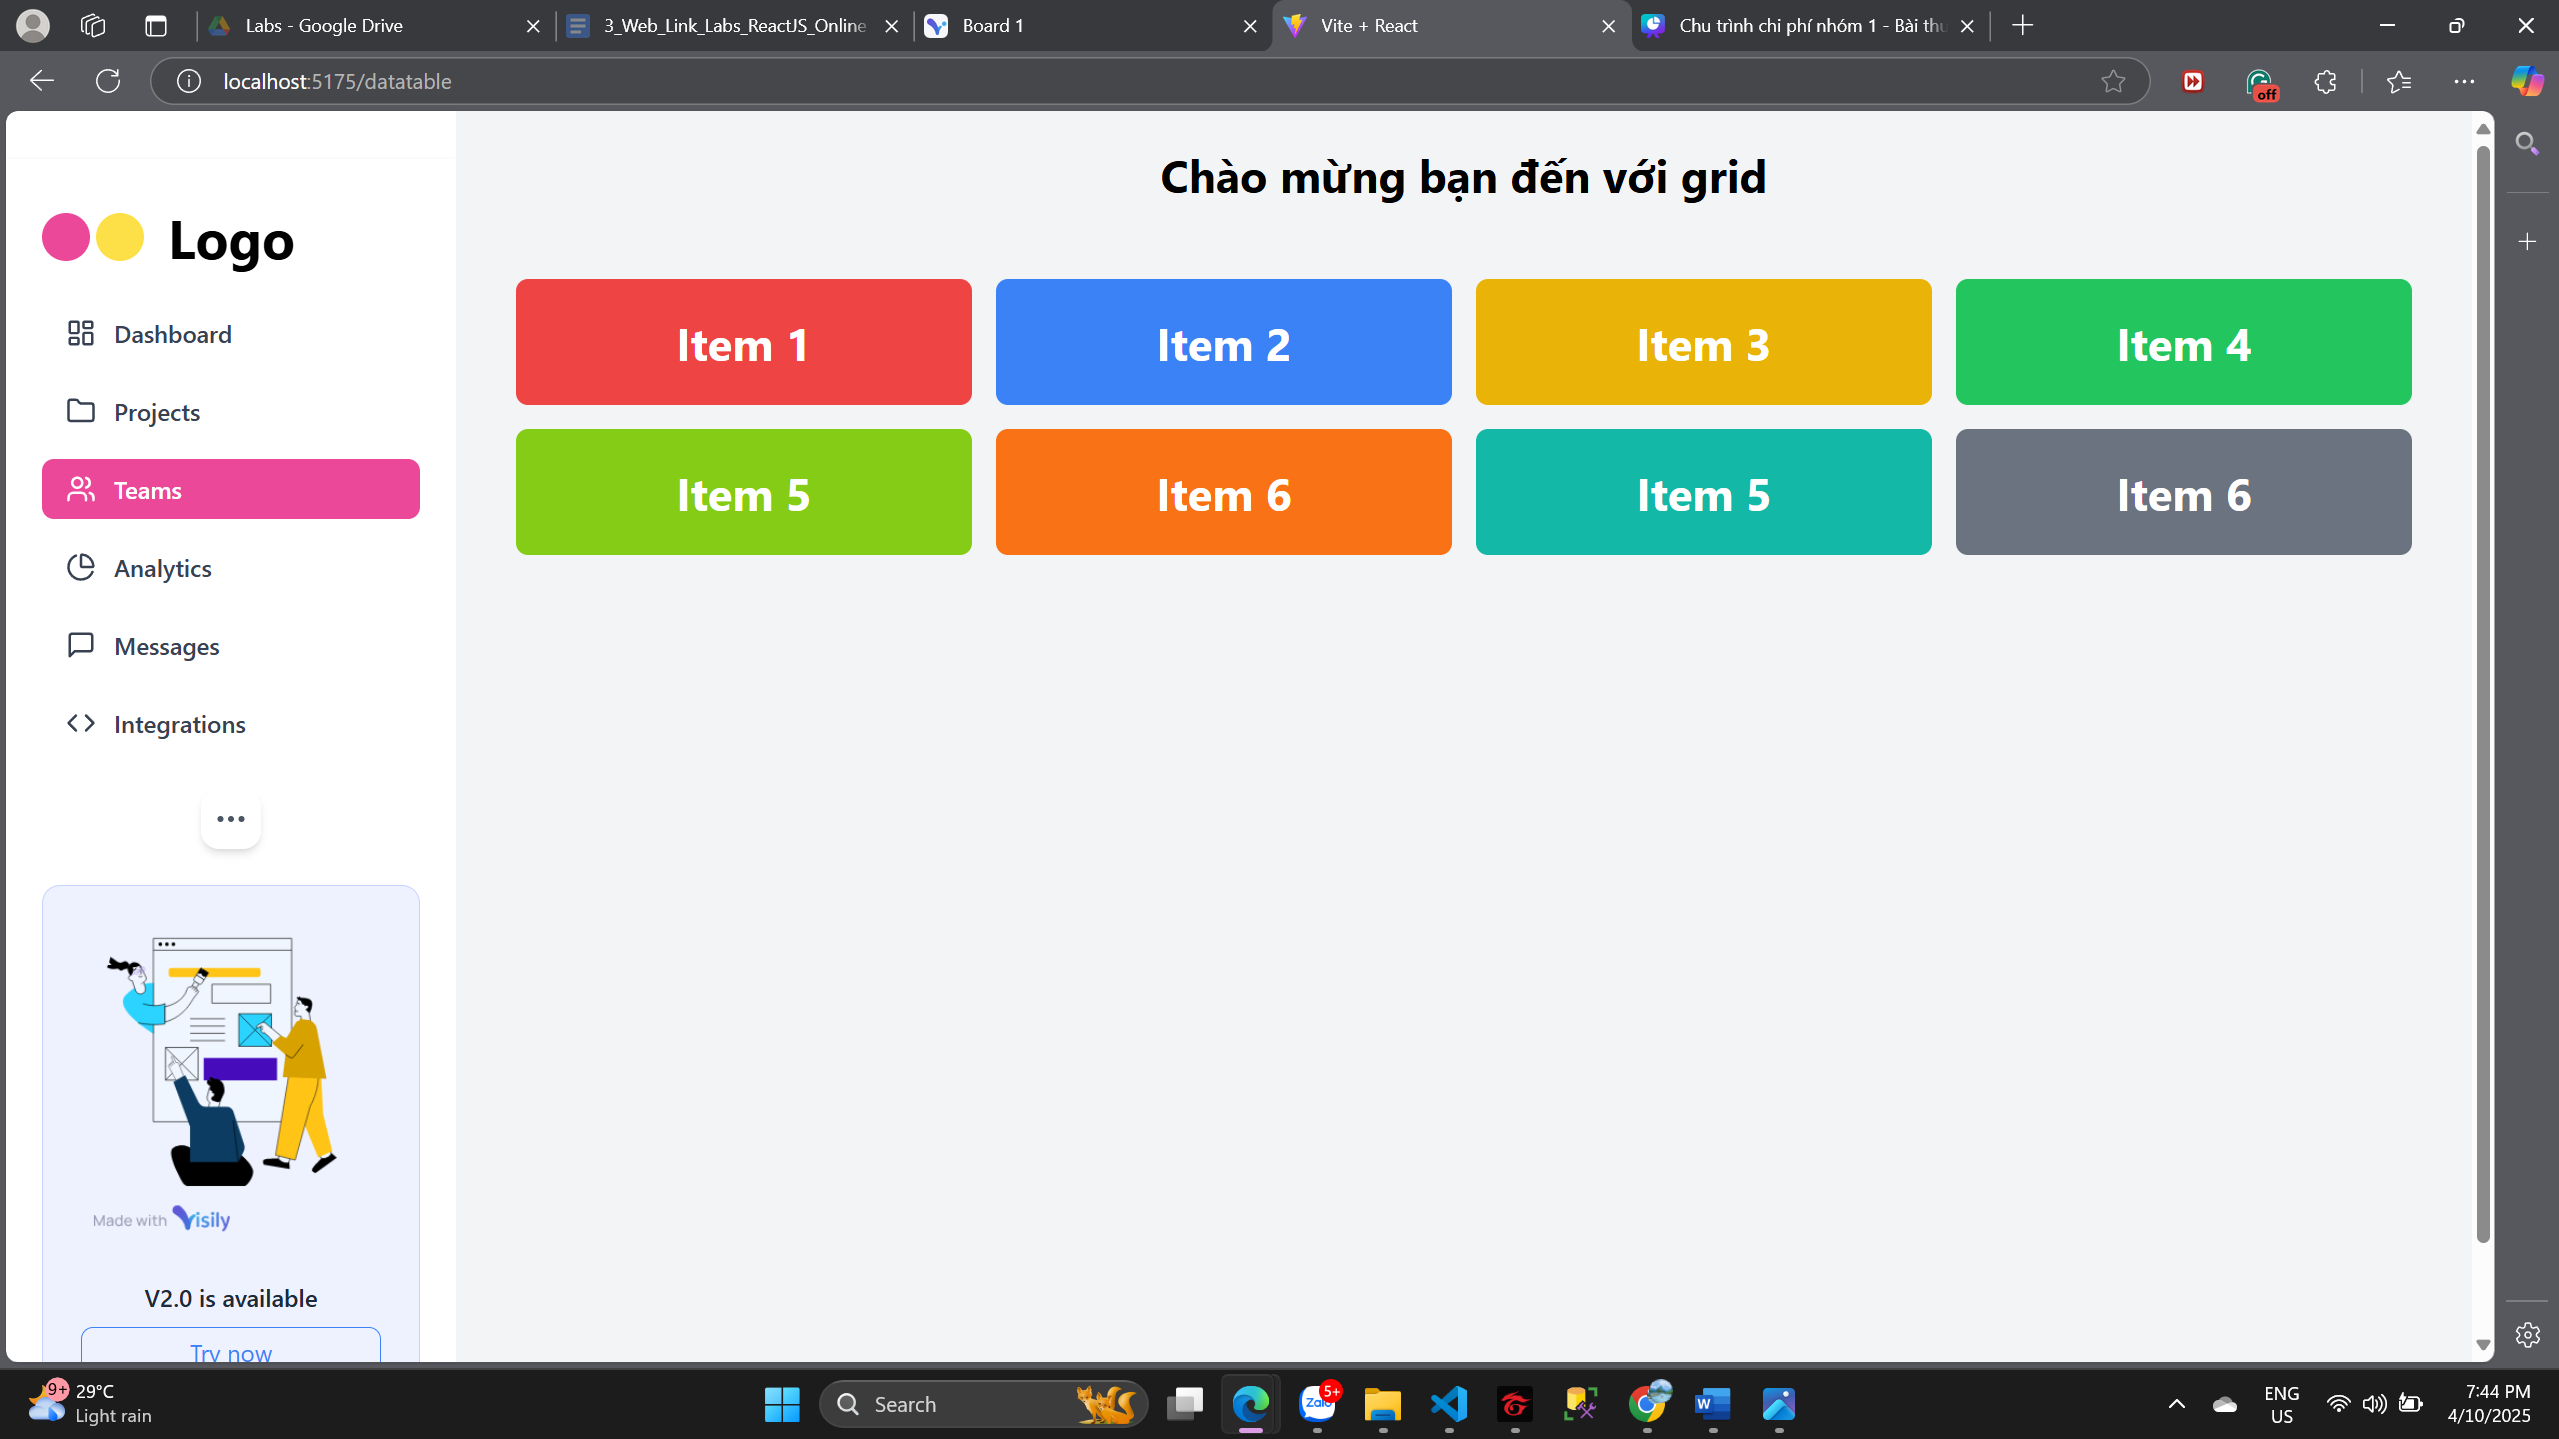 Labs - Google Drive
3_Web_Link_Labs_ReactJS_Online
Board 1
Vite + React
Chu trình chi phí nhóm 1 - Bài thu
localhost:5175/datatable
off
Logo
Dashboard
Projects
Teams
Analytics
Messages
Integrations
Made with Visily
V2.0 is available
Try now
Chào mừng bạn đến với grid
Item 1
Item 2
Item 3
Item 4
Item 5
Item 6
Item 5
Item 6
9+
29°C
Light rain
Search
Zalo
5+
W
ENG
US
7:44 PM
4/10/2025